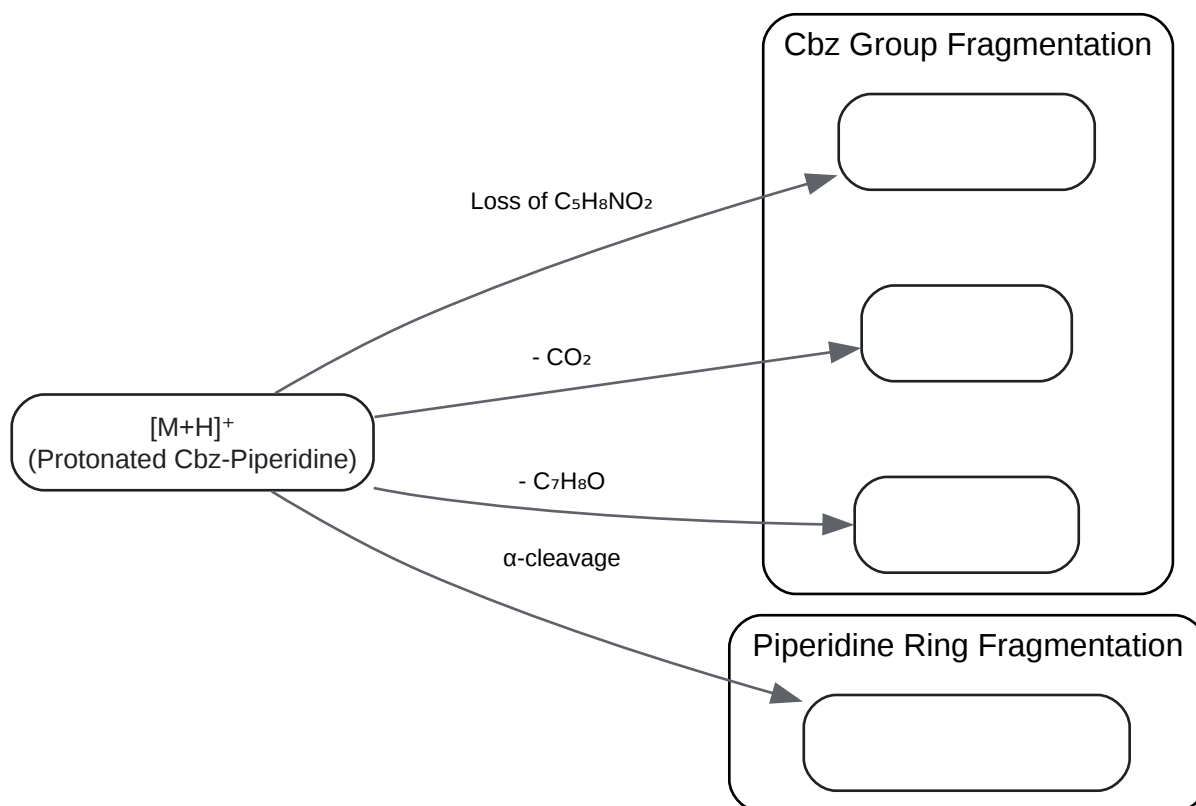 Cbz Group Fragmentation
Loss of C₅H₈NO₂
- CO₂
[M+H]⁺
(Protonated Cbz-Piperidine)
- C₇H₈O
α-cleavage
Piperidine Ring Fragmentation